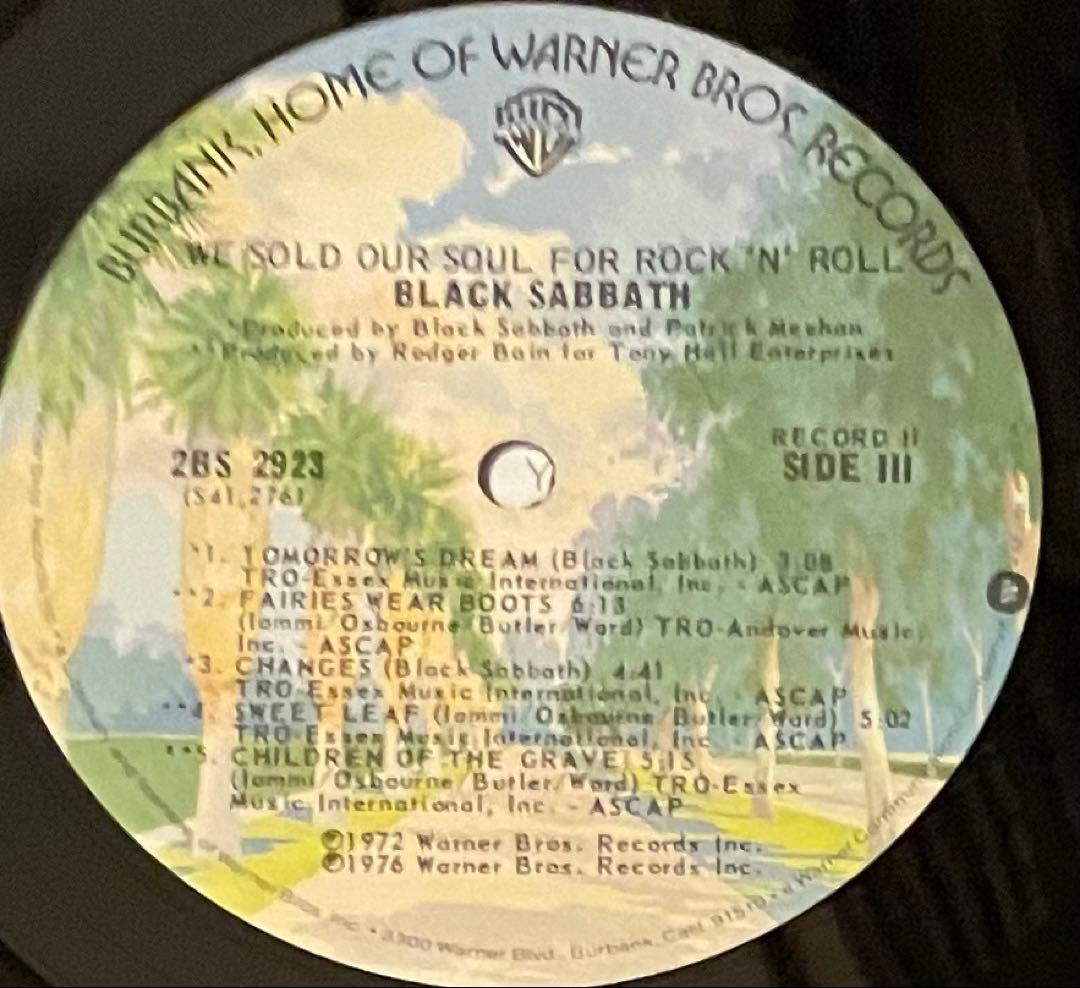 BURBANK, HOME OF WARNER BROS. RECORDS
WB
WE SOLD OUR SOUL FOR ROCK 'N' ROLL
BLACK SABBATH
*Produced by Black Sabbath and Patrick Meehan
**Produced by Rodger Bain for Tony Hall Enterprises
2BS 2923
(S41,2761
RECORD II
SIDE III
*1. TOMORROW'S DREAM (Black Sabbath) 3:08
TRO-Essex Music International, Inc. - ASCAP
**2. FAIRIES WEAR BOOTS 6:13
(Iommi/Osbourne/Butler/Ward) TRO-Andover Music,
Inc. - ASCAP
*3. CHANGES (Black Sabbath) 4:41
TRO-Essex Music International, Inc. - ASCAP
**4. SWEET LEAF (Iommi/Osbourne/Butler/Ward) 5:02
TRO-Essex Music International, Inc. - ASCAP
**5. CHILDREN OF THE GRAVE 5:15
(Iommi/Osbourne/Butler/Ward) TRO-Essex
Music International, Inc. - ASCAP
℗1972 Warner Bros. Records Inc.
℗1976 Warner Bros. Records Inc.
Warner Bros. Inc. • 3300 Warner Blvd., Burbank, Calif. 91510 • a Warner